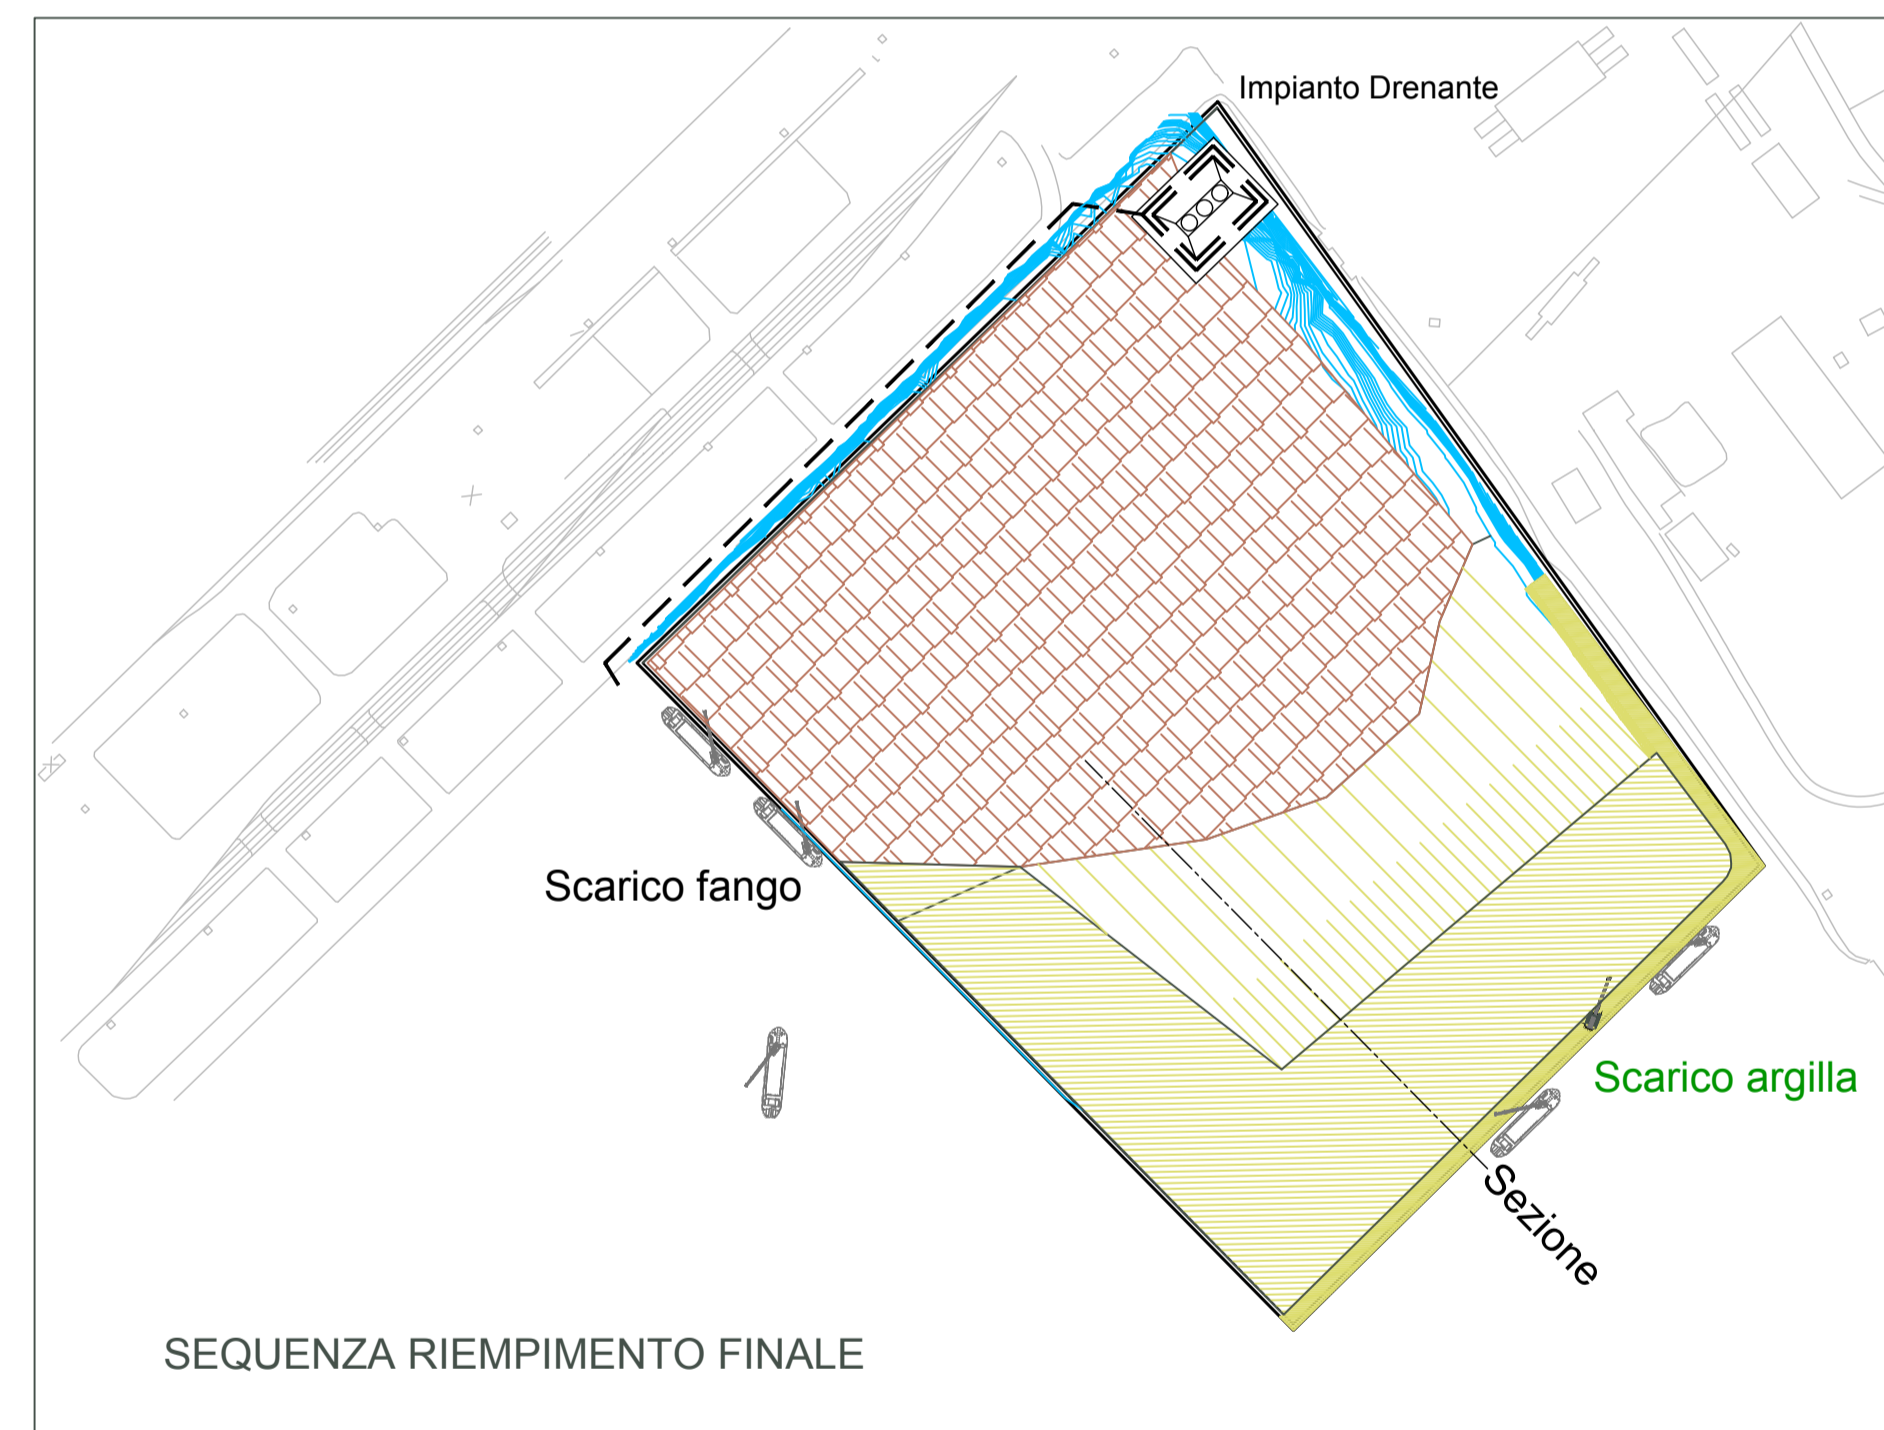 Impianto Drenante
Scarico fango
Scarico argilla
Sezione
SEQUENZA RIEMPIMENTO FINALE